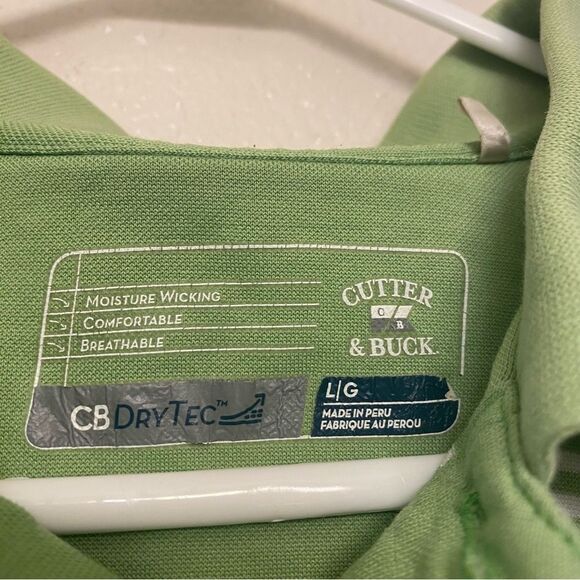 MOISTURE WICKING
COMFORTABLE
BREATHABLE
CUTTER
C
B
& BUCK
CB DRYTEC™
L|G
MADE IN PERU
FABRIQUE AU PEROU